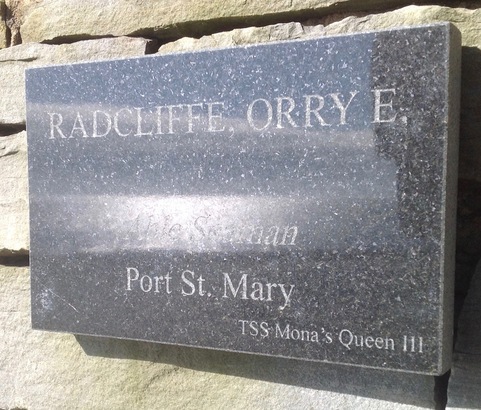 RADCLIFFE, ORRY E.
Able Seaman
Port St. Mary
TSS Mona's Queen III